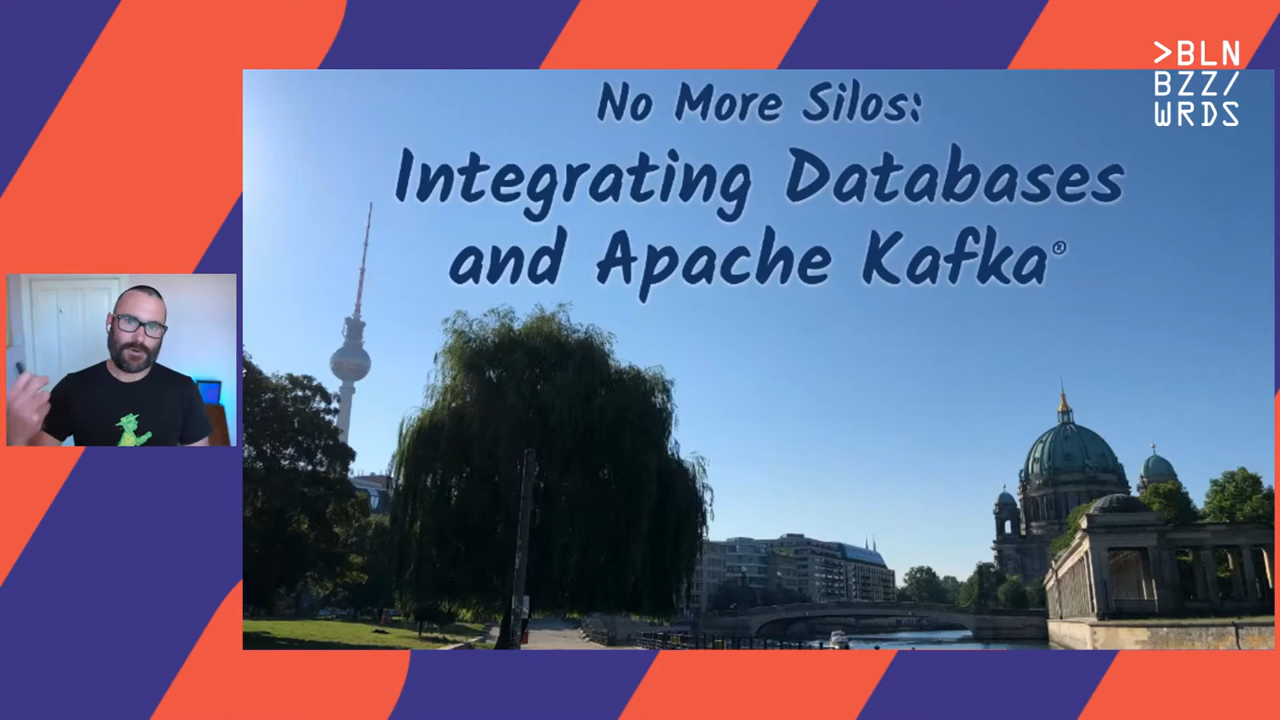 >BLN
BZZ/
WRDS
No More Silos:
Integrating Databases
and Apache Kafka®